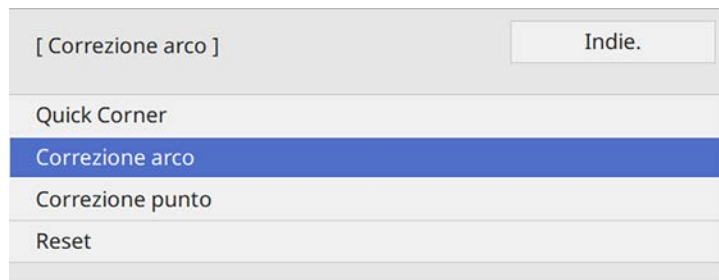 [ Correzione arco ]
Indie.
Quick Corner
Correzione arco
Correzione punto
Reset